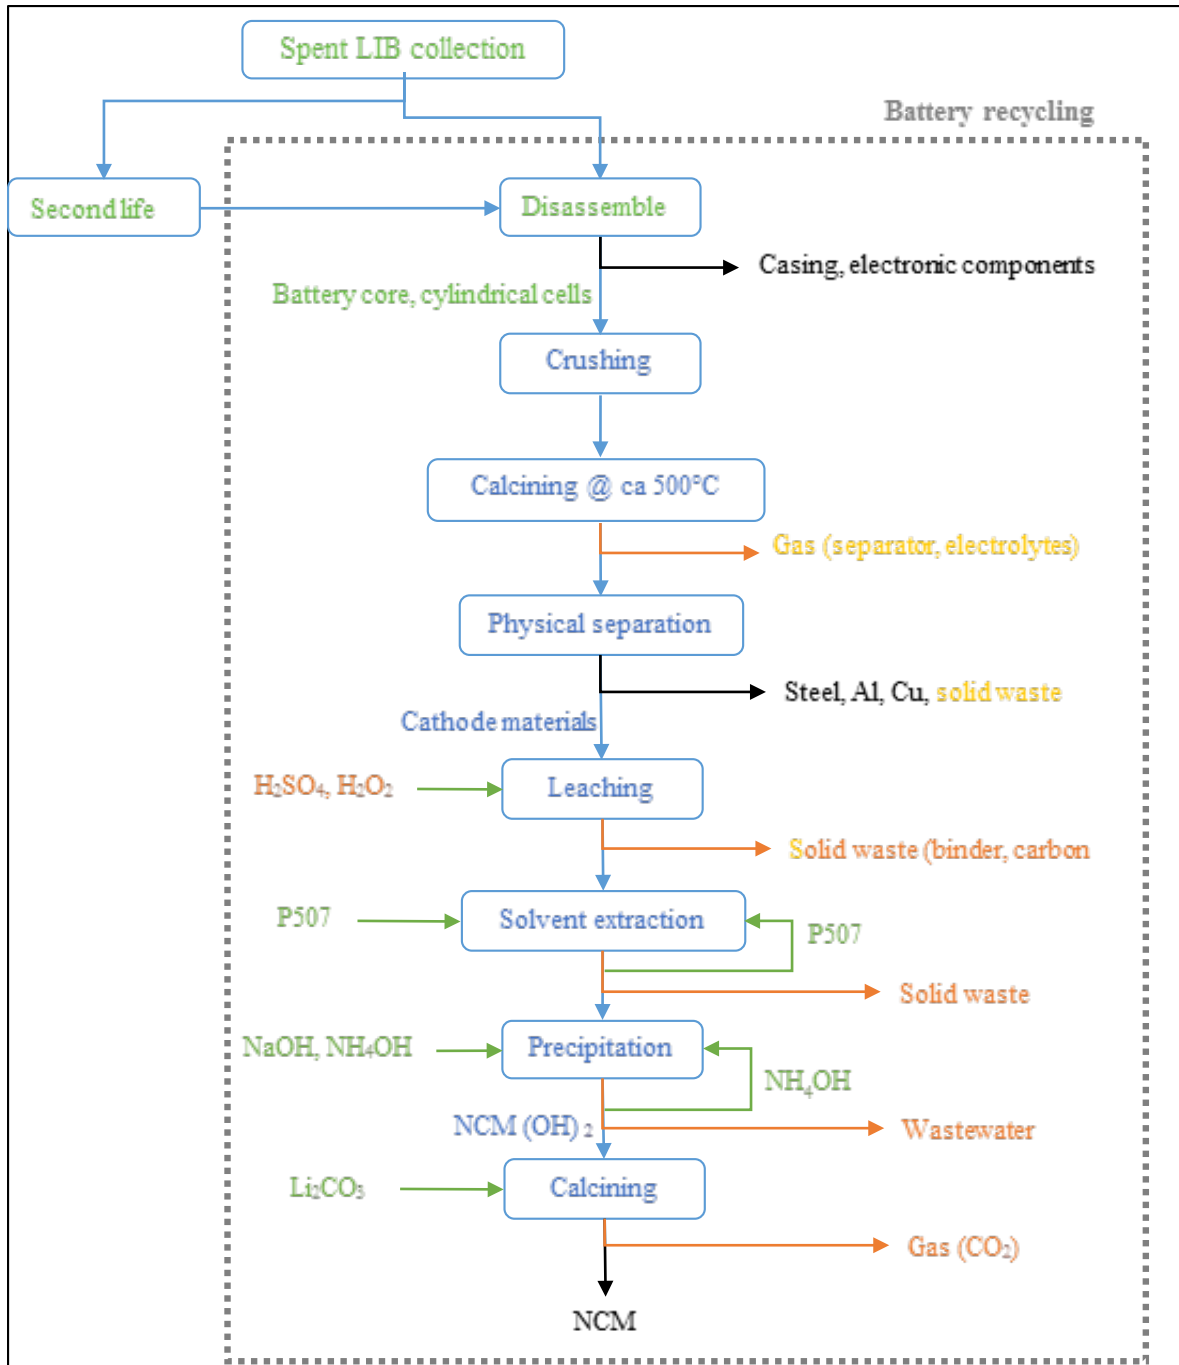 Spent LIB collection
Battery recycling
Second life
Disassemble
Casing, electronic components
Battery core, cylindrical cells
Crushing
Calcining @ ca 500°C
Gas (separator, electrolytes)
Physical separation
Steel, Al, Cu, solid waste
Cathode materials
H₂SO₄, H₂O₂
Leaching
Solid waste (binder, carbon
P507
Solvent extraction
P507
Solid waste
NaOH, NH₄OH
Precipitation
NH₄OH
NCM (OH) ₂
Wastewater
Li₂CO₃
Calcining
Gas (CO₂)
NCM